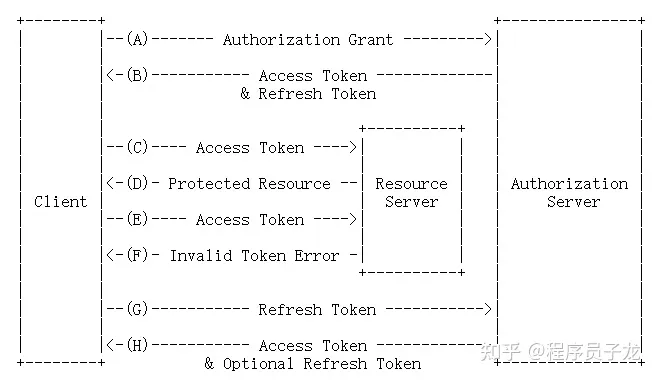 (A) Authorization Grant
(B) Access Token
& Refresh Token
(C) Access Token
(D) Protected Resource
Resource
Server
Authorization
Server
Client
(E) Access Token
(F) Invalid Token Error
(G) Refresh Token
(H) Access Token
& Optional Refresh Token
知乎 @程序员子龙